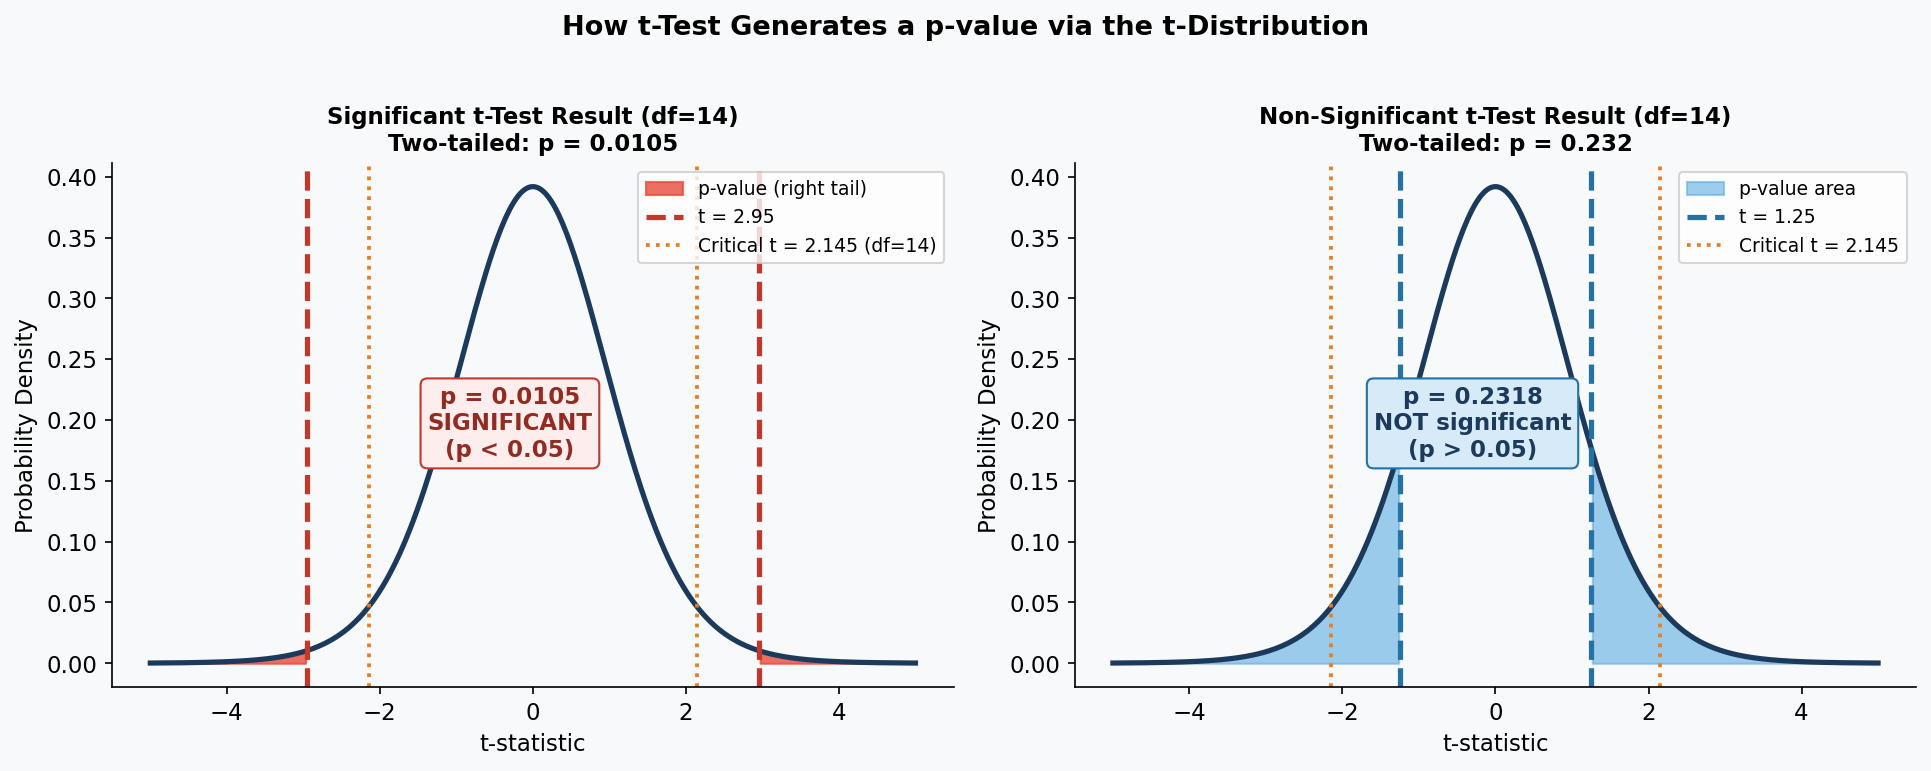 How t-Test Generates a p-value via the t-Distribution
Significant t-Test Result (df=14)
Two-tailed: p = 0.0105
Probability Density
0.40
0.35
0.30
0.25
0.20
0.15
0.10
0.05
0.00
p-value (right tail)
t = 2.95
Critical t = 2.145 (df=14)
p = 0.0105
SIGNIFICANT
(p < 0.05)
−4
−2
0
2
4
t-statistic
Non-Significant t-Test Result (df=14)
Two-tailed: p = 0.232
Probability Density
0.40
0.35
0.30
0.25
0.20
0.15
0.10
0.05
0.00
p-value area
t = 1.25
Critical t = 2.145
p = 0.2318
NOT significant
(p > 0.05)
−4
−2
0
2
4
t-statistic